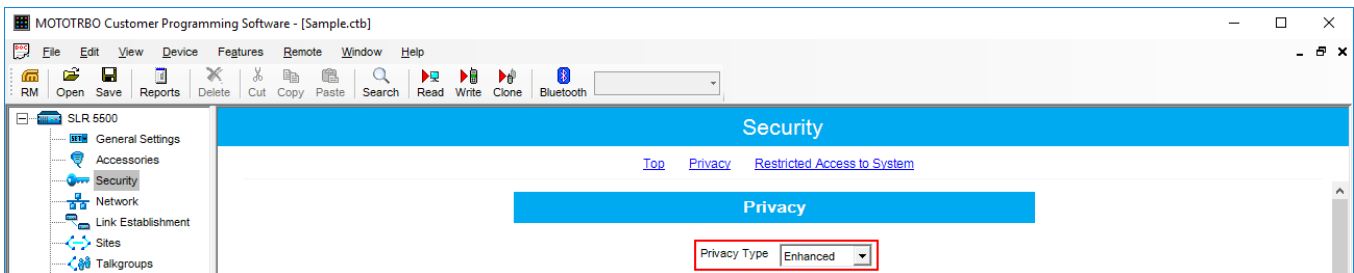 MOTOTRBO Customer Programming Software - [Sample.ctb]
File Edit View Device Features Remote Window Help
RM Open Save Reports Delete Cut Copy Paste Search Read Write Clone Bluetooth
SLR 5500
General Settings
Accessories
Security
Network
Link Establishment
Sites
Talkgroups
Security
Top Privacy Restricted Access to System
Privacy
Privacy Type Enhanced